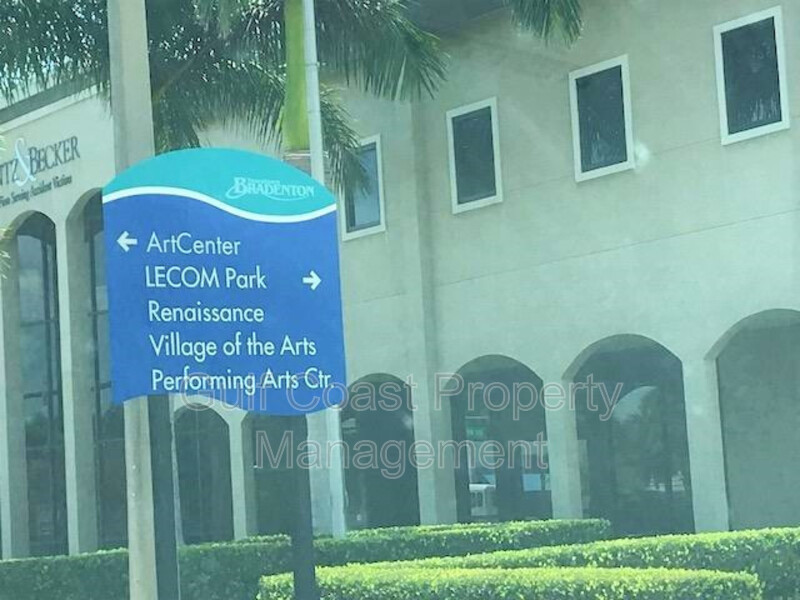 & BECKER
BRADENTON
← ArtCenter
LECOM Park →
Renaissance
Village of the Arts
Performing Arts Ctr.
Gulf Coast Property
Management